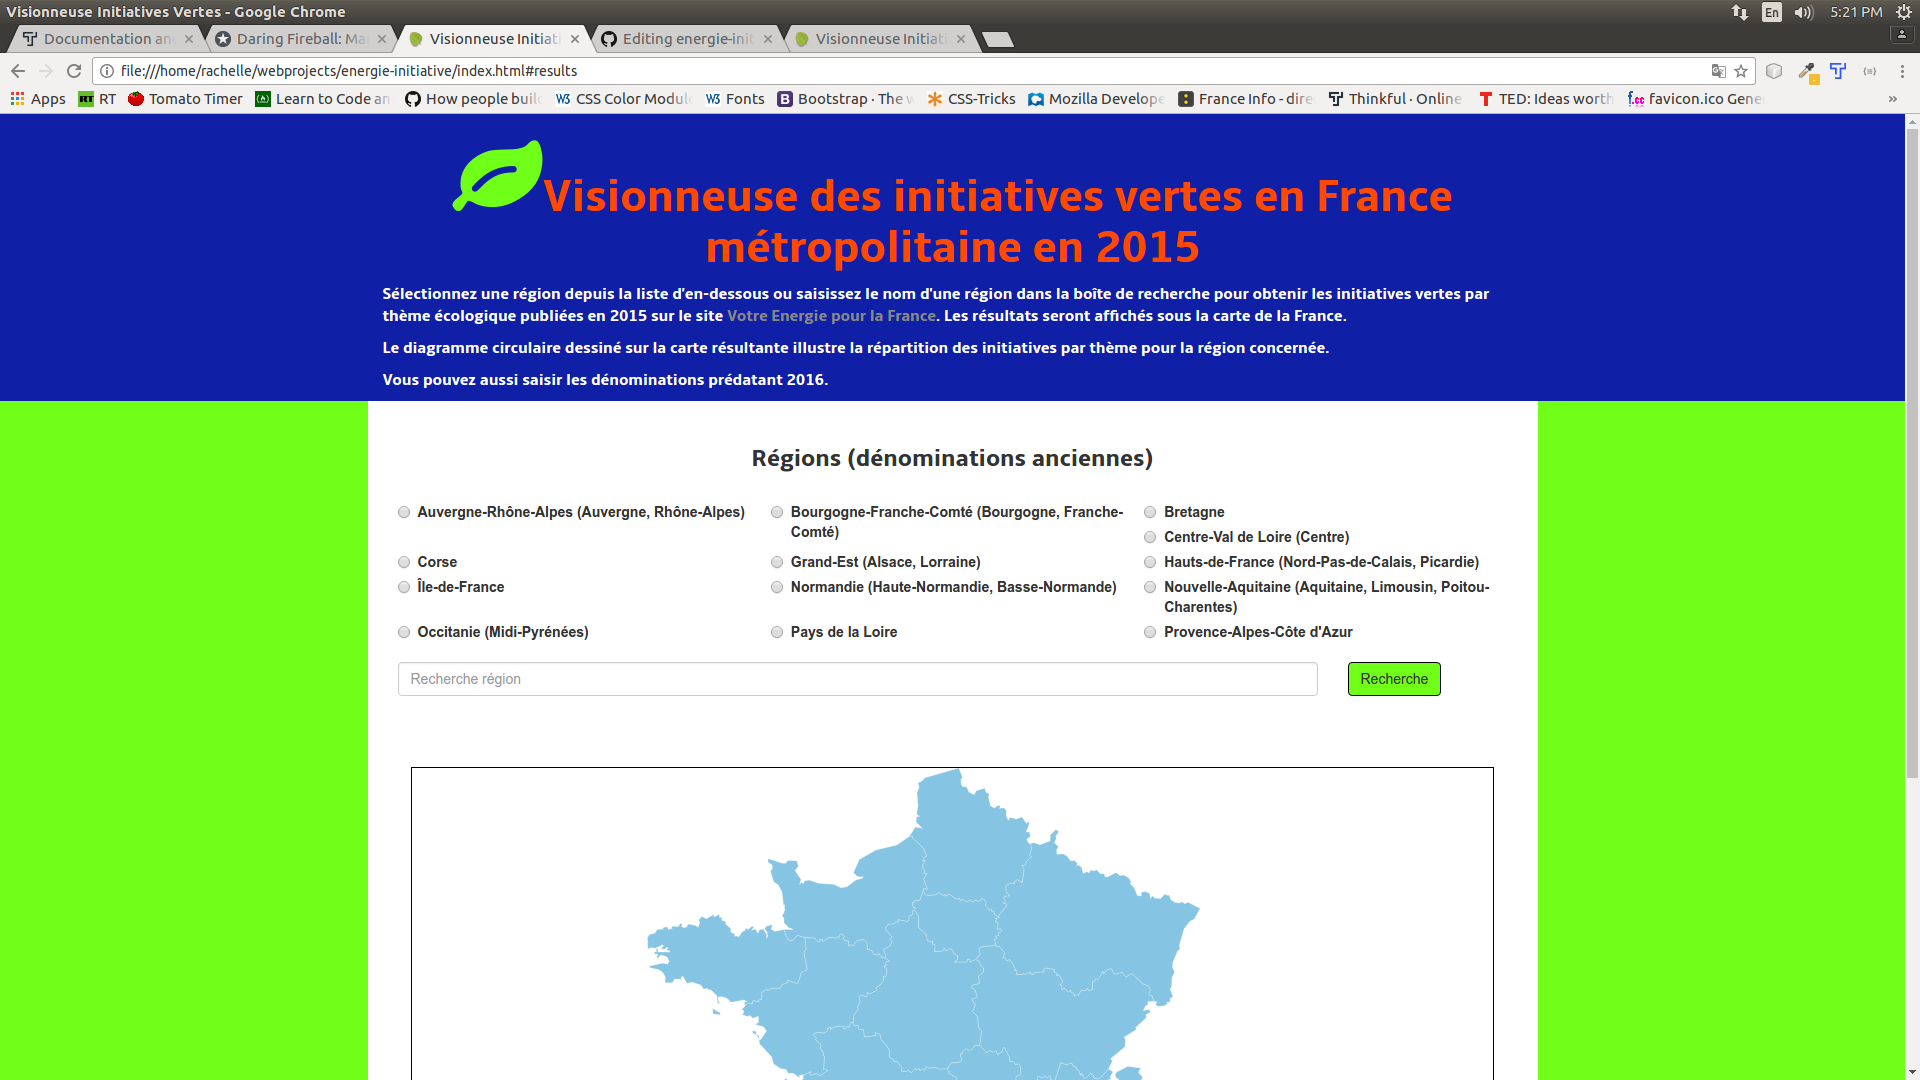 Visionneuse Initiatives Vertes - Google Chrome
En
5:21 PM
Documentation an
Daring Fireball: Ma
Visionneuse Initiat
Editing energie-init
Visionneuse Initiat
file:///home/rachelle/webprojects/energie-initiative/index.html#results
Apps
RT
Tomato Timer
Learn to Code an
How people buil
CSS Color Modul
Fonts
Bootstrap · The w
CSS-Tricks
Mozilla Develope
France Info - dire
Thinkful · Online
TED: Ideas worth
favicon.ico Gene
»
Visionneuse des initiatives vertes en France
métropolitaine en 2015
Sélectionnez une région depuis la liste d'en-dessous ou saisissez le nom d'une région dans la boîte de recherche pour obtenir les initiatives vertes par
thème écologique publiées en 2015 sur le site Votre Energie pour la France. Les résultats seront affichés sous la carte de la France.
Le diagramme circulaire dessiné sur la carte résultante illustre la répartition des initiatives par thème pour la région concernée.
Vous pouvez aussi saisir les dénominations prédatant 2016.
Régions (dénominations anciennes)
Auvergne-Rhône-Alpes (Auvergne, Rhône-Alpes)
Bourgogne-Franche-Comté (Bourgogne, Franche-
Comté)
Bretagne
Centre-Val de Loire (Centre)
Corse
Grand-Est (Alsace, Lorraine)
Hauts-de-France (Nord-Pas-de-Calais, Picardie)
Île-de-France
Normandie (Haute-Normandie, Basse-Normande)
Nouvelle-Aquitaine (Aquitaine, Limousin, Poitou-
Charentes)
Occitanie (Midi-Pyrénées)
Pays de la Loire
Provence-Alpes-Côte d'Azur
Recherche région
Recherche